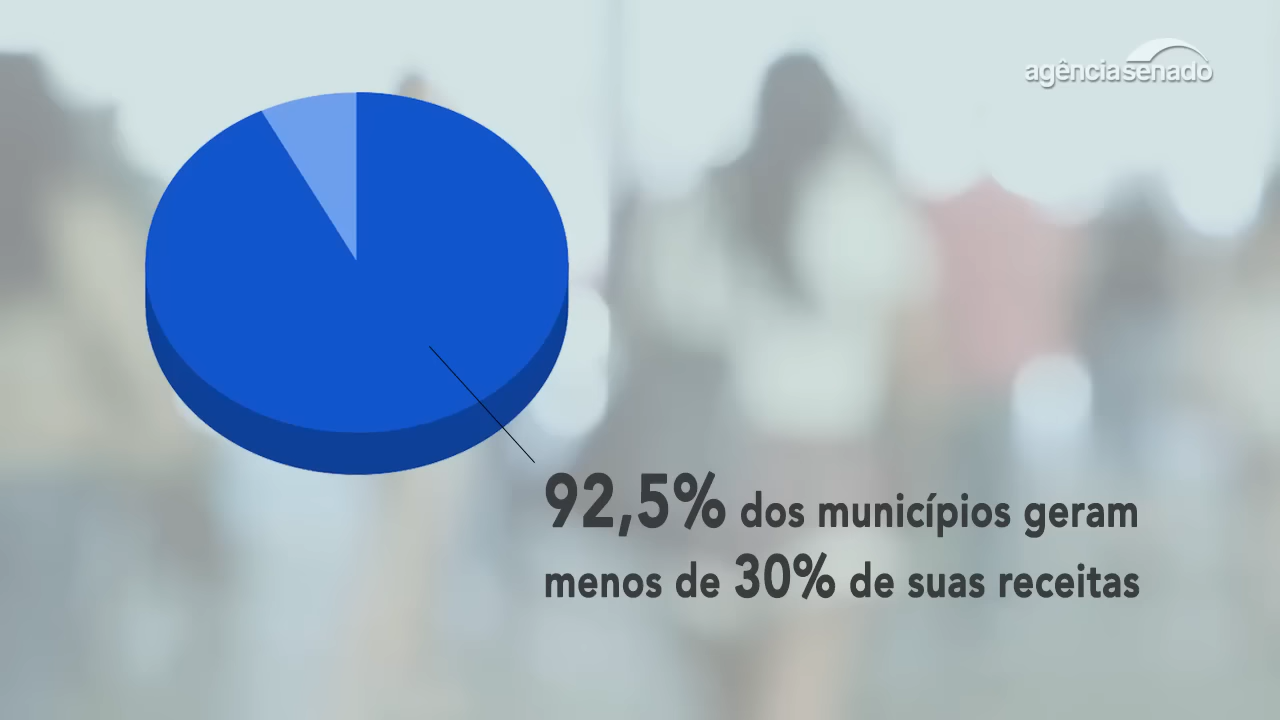 agênciasenado
92,5% dos municípios geram
menos de 30% de suas receitas